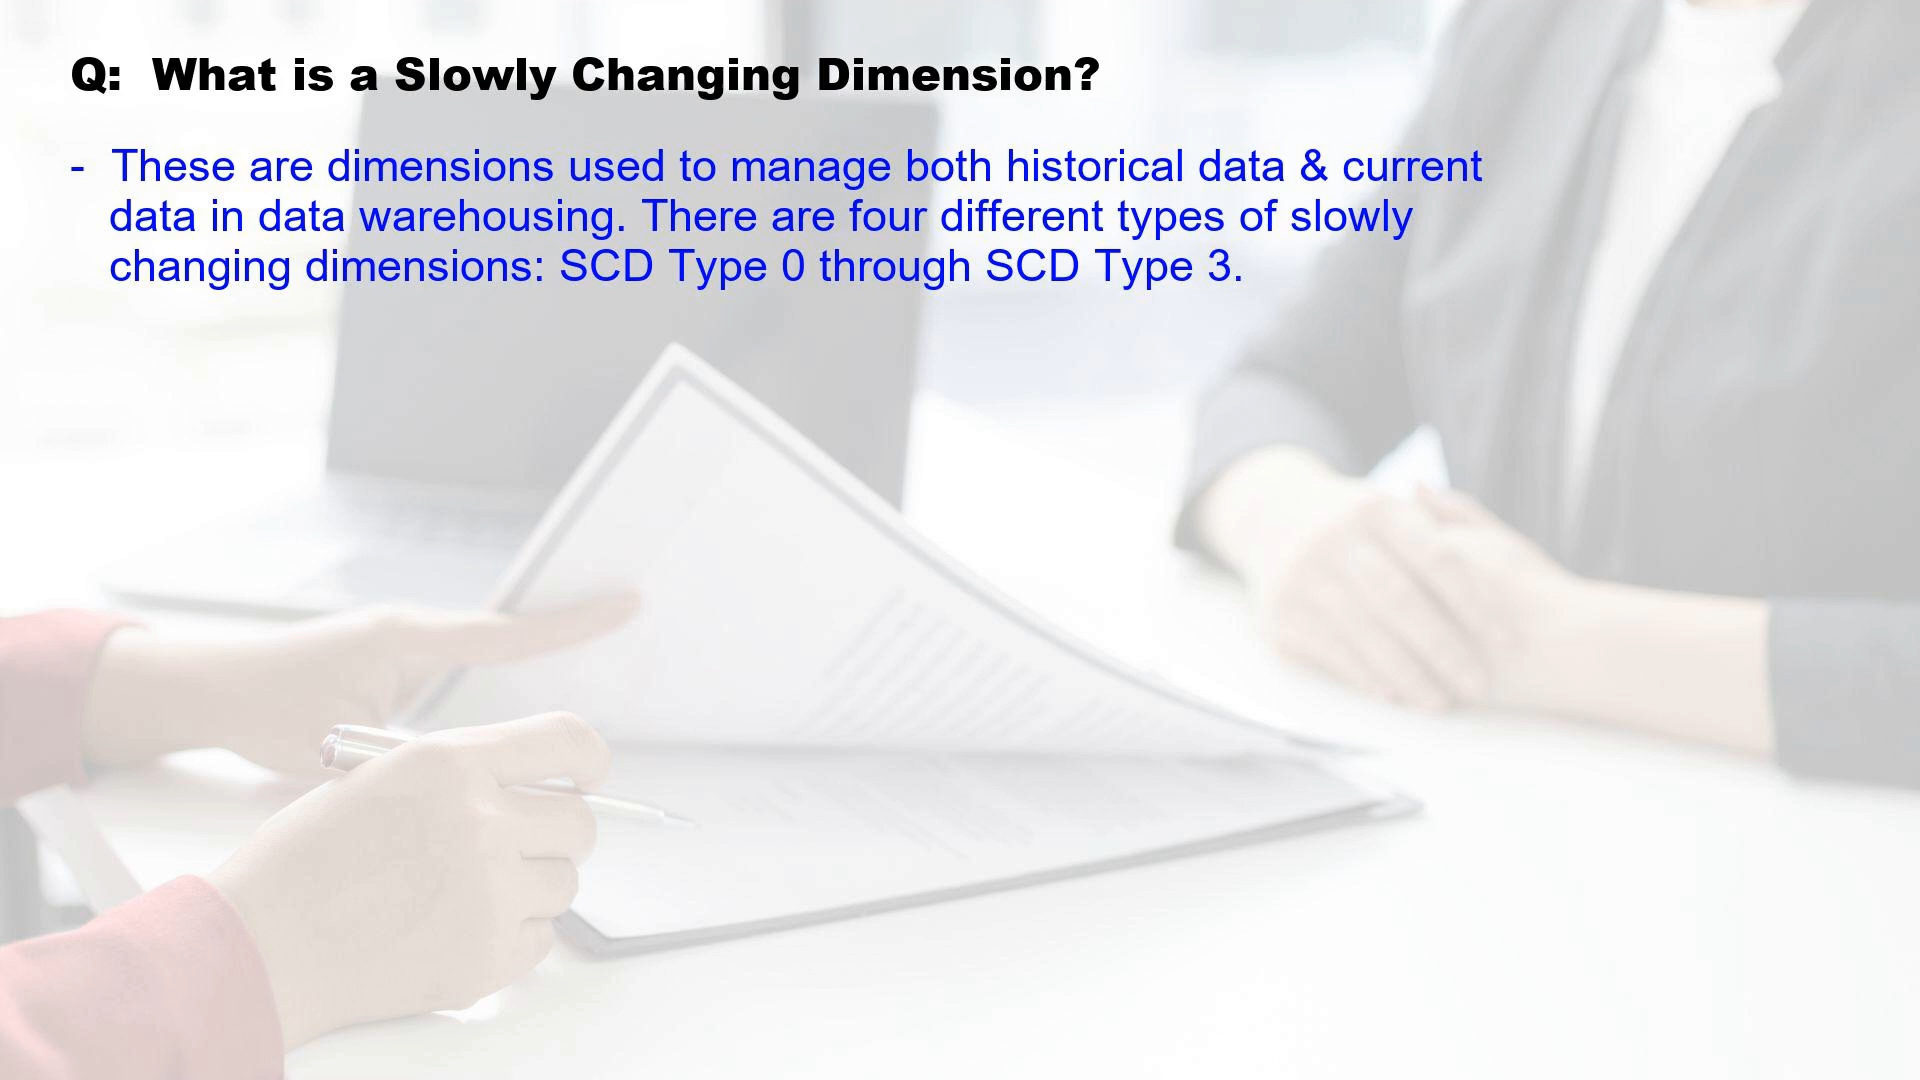 Q:  What is a Slowly Changing Dimension?
-  These are dimensions used to manage both historical data & current
data in data warehousing. There are four different types of slowly
changing dimensions: SCD Type 0 through SCD Type 3.